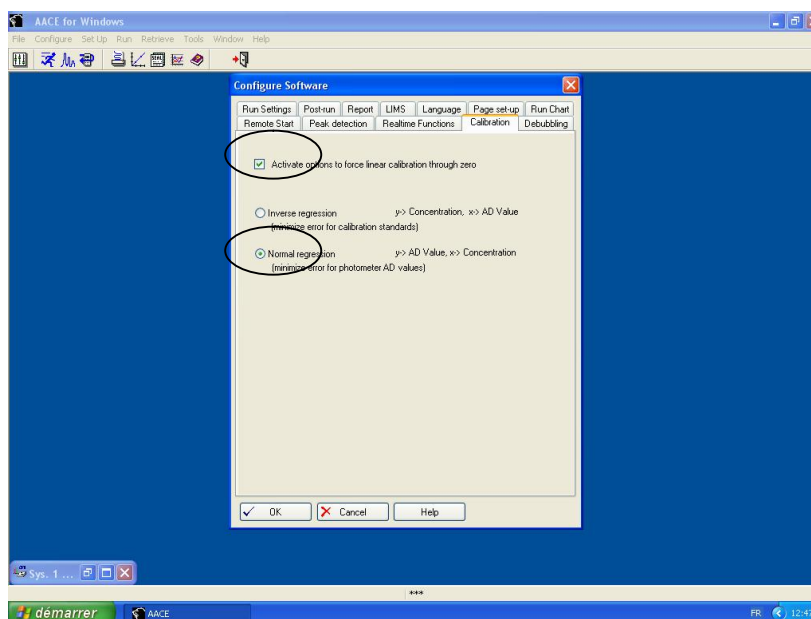 AACE for Windows
File Configure Set Up Run Retrieve Tools Window Help
Configure Software
Run Settings Post-run Report LIMS Language Page set-up Run Chart
Remote Start Peak detection Realtime Functions Calibration Debubbling
Activate options to force linear calibration through zero
Inverse regression y-> Concentration, x-> AD Value
(minimize error for calibration standards)
Normal regression y-> AD Value, x-> Concentration
(minimize error for photometer AD values)
OK Cancel Help
Sys. 1 ...
***
démarrer AACE FR 12:47